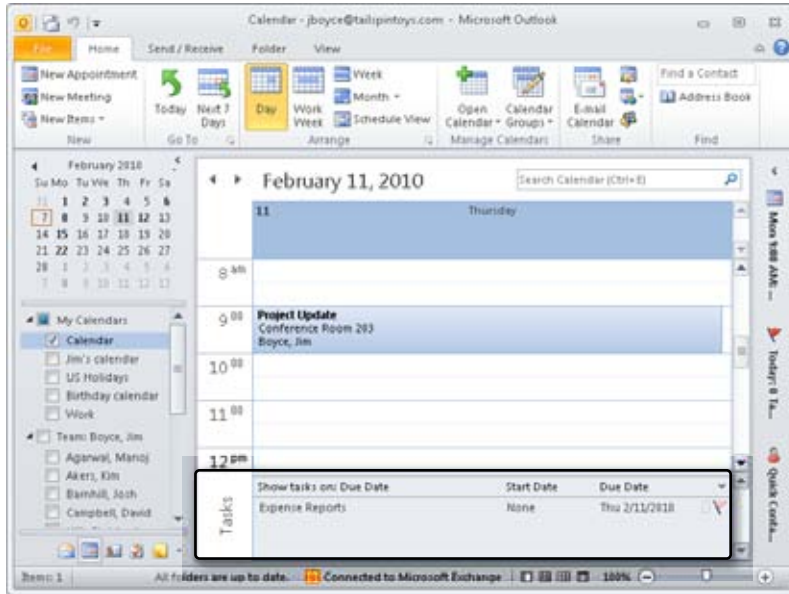 Calendar - jboyce@tailspintoys.com - Microsoft Outlook
File Home Send / Receive Folder View
New Appointment
New Meeting
New Items
New
Today
Next 7 Days
Go To
Day
Work Week
Week
Month
Schedule View
Arrange
Open Calendar
Calendar Groups
Manage Calendars
E-mail Calendar
Share
Find a Contact
Address Book
Find
February 2010
Su Mo Tu We Th Fr Sa
31 1 2 3 4 5 6
7 8 9 10 11 12 13
14 15 16 17 18 19 20
21 22 23 24 25 26 27
28 1 2 3 4 5 6
7 8 9 10 11 12 13
My Calendars
Calendar
Jim's calendar
US Holidays
Birthday calendar
Work
Team: Boyce, Jim
Agarwal, Manoj
Akers, Kim
Barnhill, Josh
Campbell, David
February 11, 2010
Search Calendar (Ctrl+E)
11 Thursday
8 am
9 00
Project Update
Conference Room 203
Boyce, Jim
10 00
11 00
12 pm
Tasks
Show tasks on: Due Date Start Date Due Date
Expense Reports None Thu 2/11/2010
Mon 9:00 AM: ...
Today: 0 Ta...
Quick Conta...
Items: 1 All folders are up to date. Connected to Microsoft Exchange 100%